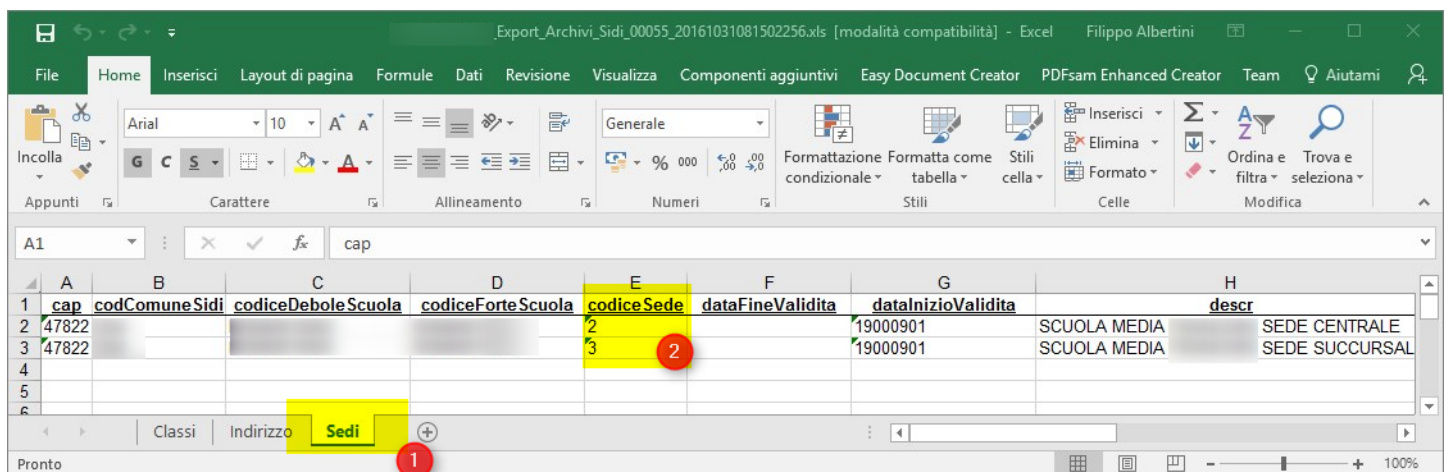 _Export_Archivi_Sidi_00055_20161031081502256.xls [modalità compatibilità] - Excel Filippo Albertini
File Home Inserisci Layout di pagina Formule Dati Revisione Visualizza Componenti aggiuntivi Easy Document Creator PDFsam Enhanced Creator Team Aiutami
Arial 10 A A Generale Inserisci Σ A Z
Incolla G C S A % 000 Formattazione condizionale Formatta come tabella Stili cella Elimina Formato Ordina e filtra Trova e seleziona
Appunti Carattere Allineamento Numeri Stili Celle Modifica
A1 fx cap
A B C D E F G H
1 cap codComuneSidi codiceDeboleScuola codiceForteScuola codiceSede dataFineValidita dataInizioValidita descr
2 47822 2 19000901 SCUOLA MEDIA SEDE CENTRALE
3 47822 3 19000901 SCUOLA MEDIA SEDE SUCCURSAL
2
4
5
6
Classi Indirizzo Sedi
1
Pronto 100%